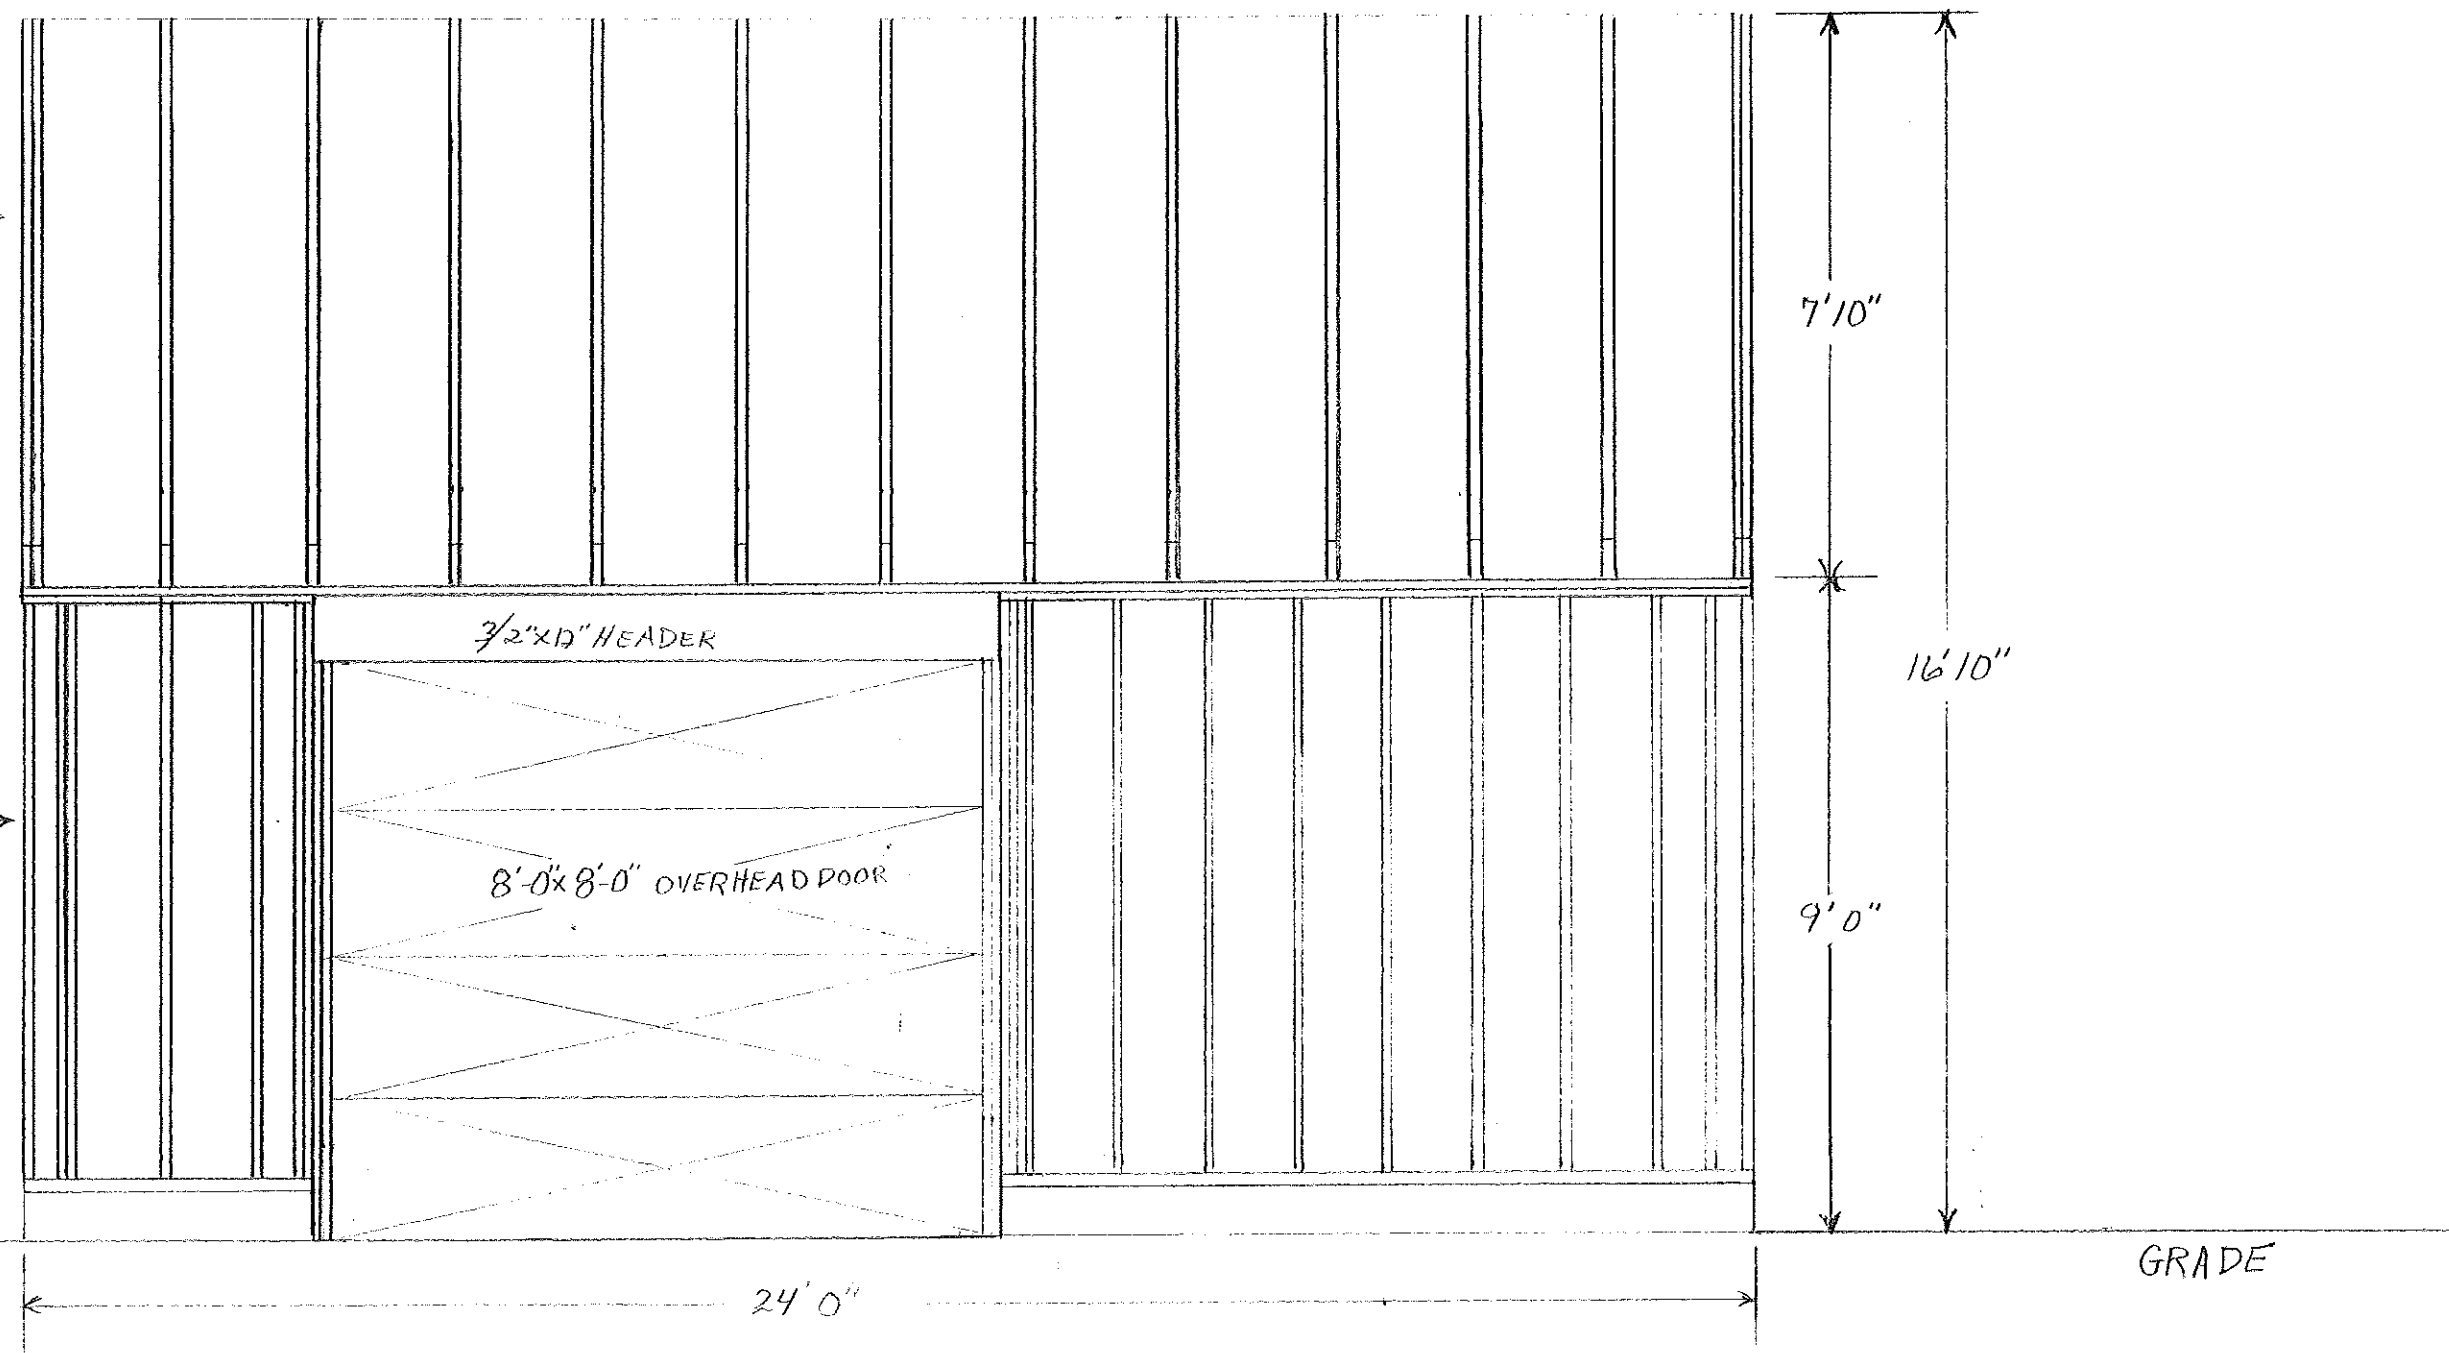 7'10"
3/2"x12" HEADER
16'10"
8'-0"x 8'-0" OVERHEAD DOOR
9'0"
GRADE
24'0"